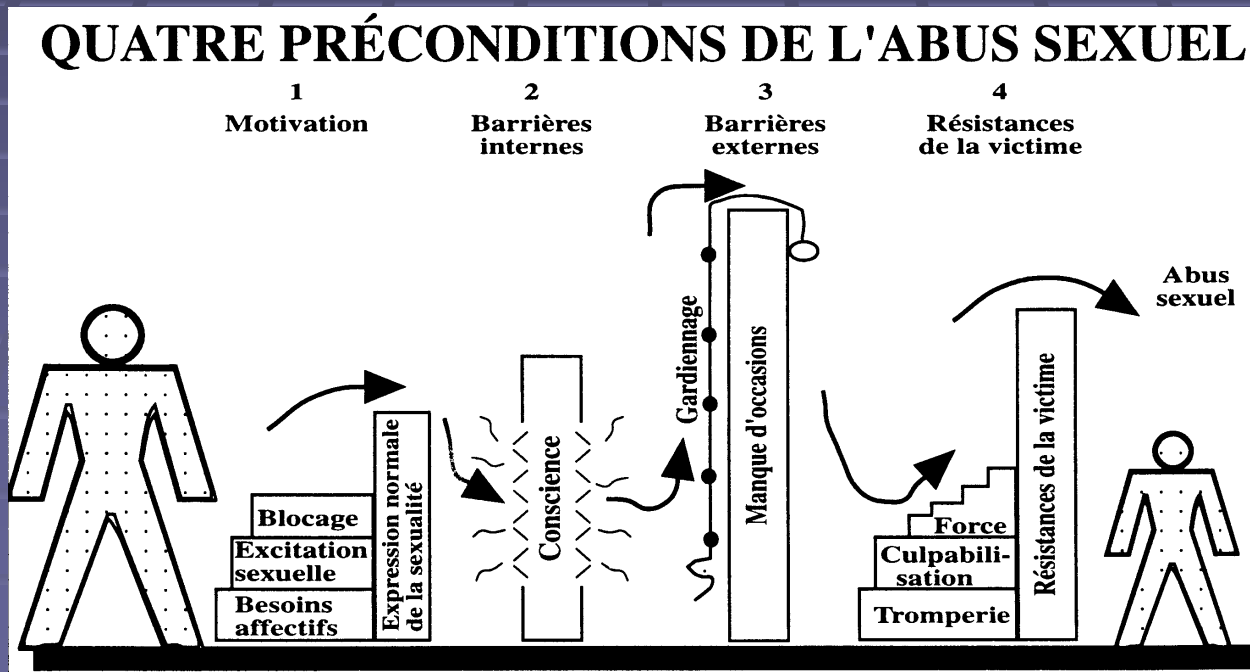 QUATRE PRÉCONDITIONS DE L'ABUS SEXUEL
1
Motivation
2
Barrières
internes
3
Barrières
externes
4
Résistances
de la victime
Blocage
Excitation
sexuelle
Besoins
affectifs
Expression normale
de la sexualité
Conscience
Gardiennage
Manque d'occasions
Force
Culpabili-
sation
Tromperie
Résistances de la victime
Abus
sexuel